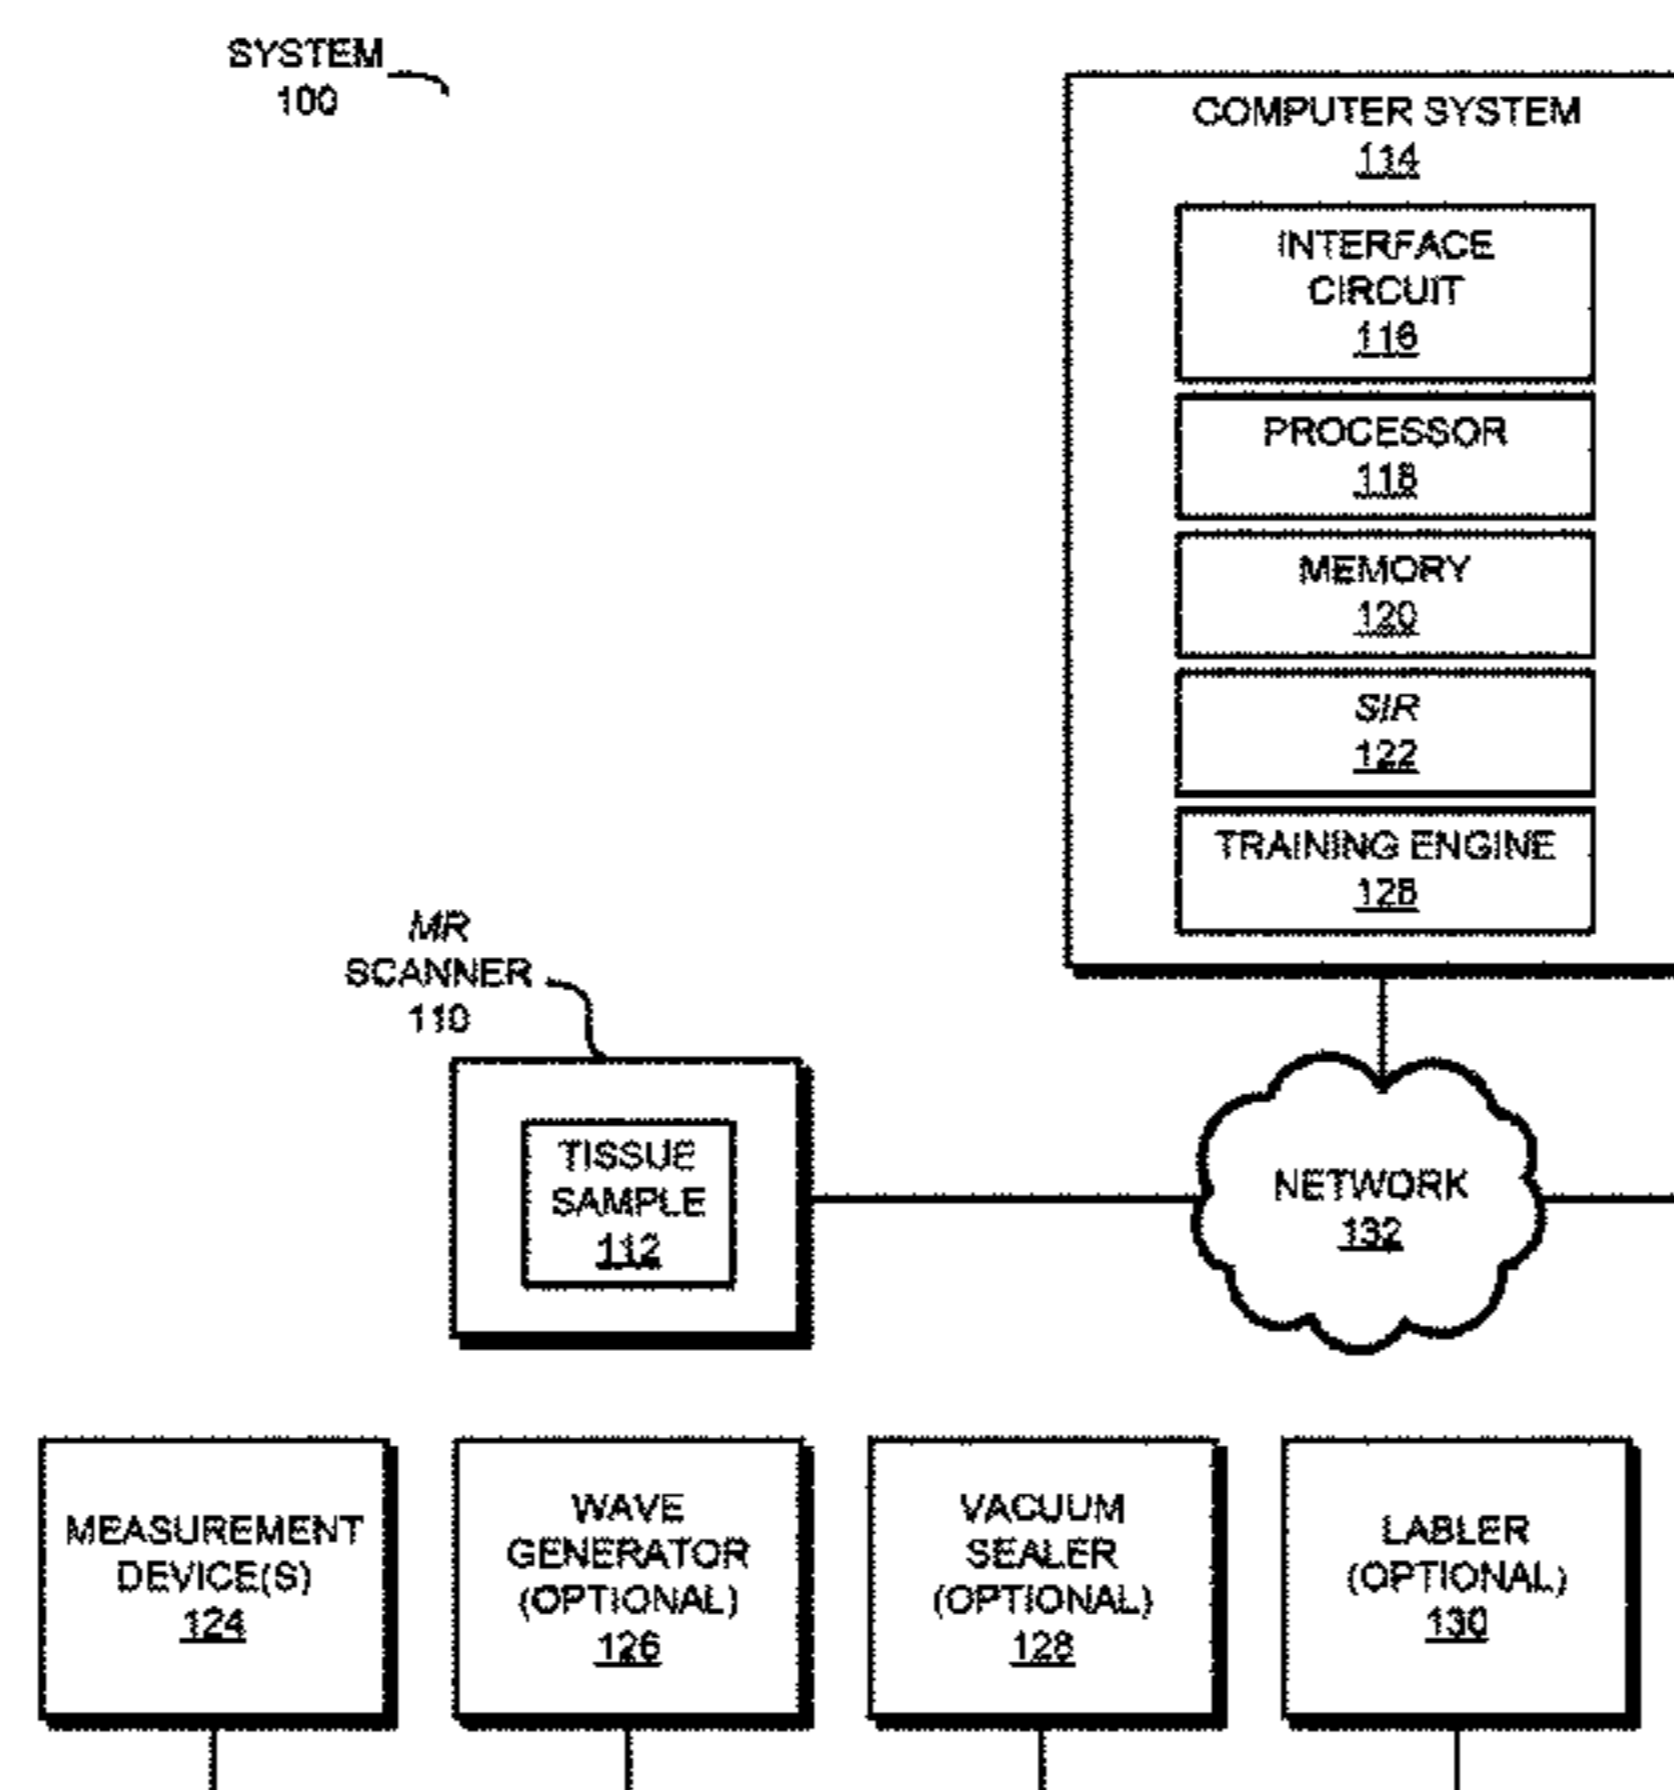 SYSTEM
100
COMPUTER SYSTEM
114
INTERFACE
CIRCUIT
116
PROCESSOR
118
MEMORY
120
SIR
122
TRAINING ENGINE
128
MR
SCANNER
110
TISSUE
SAMPLE
112
NETWORK
132
MEASUREMENT
DEVICE(S)
124
WAVE
GENERATOR
(OPTIONAL)
126
VACUUM
SEALER
(OPTIONAL)
128
LABLER
(OPTIONAL)
130